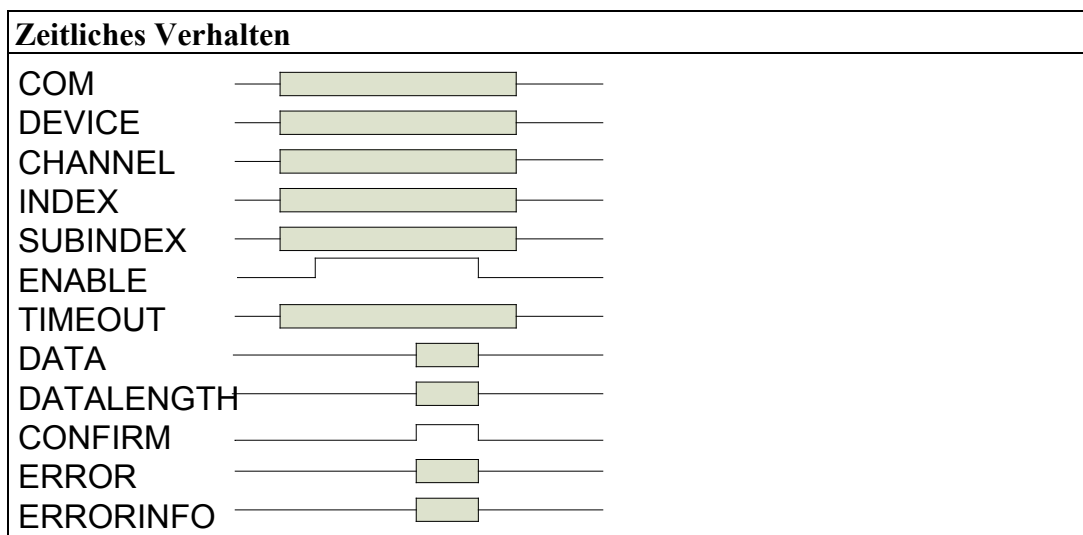 Zeitliches Verhalten
COM
DEVICE
CHANNEL
INDEX
SUBINDEX
ENABLE
TIMEOUT
DATA
DATALENGTH
CONFIRM
ERROR
ERRORINFO